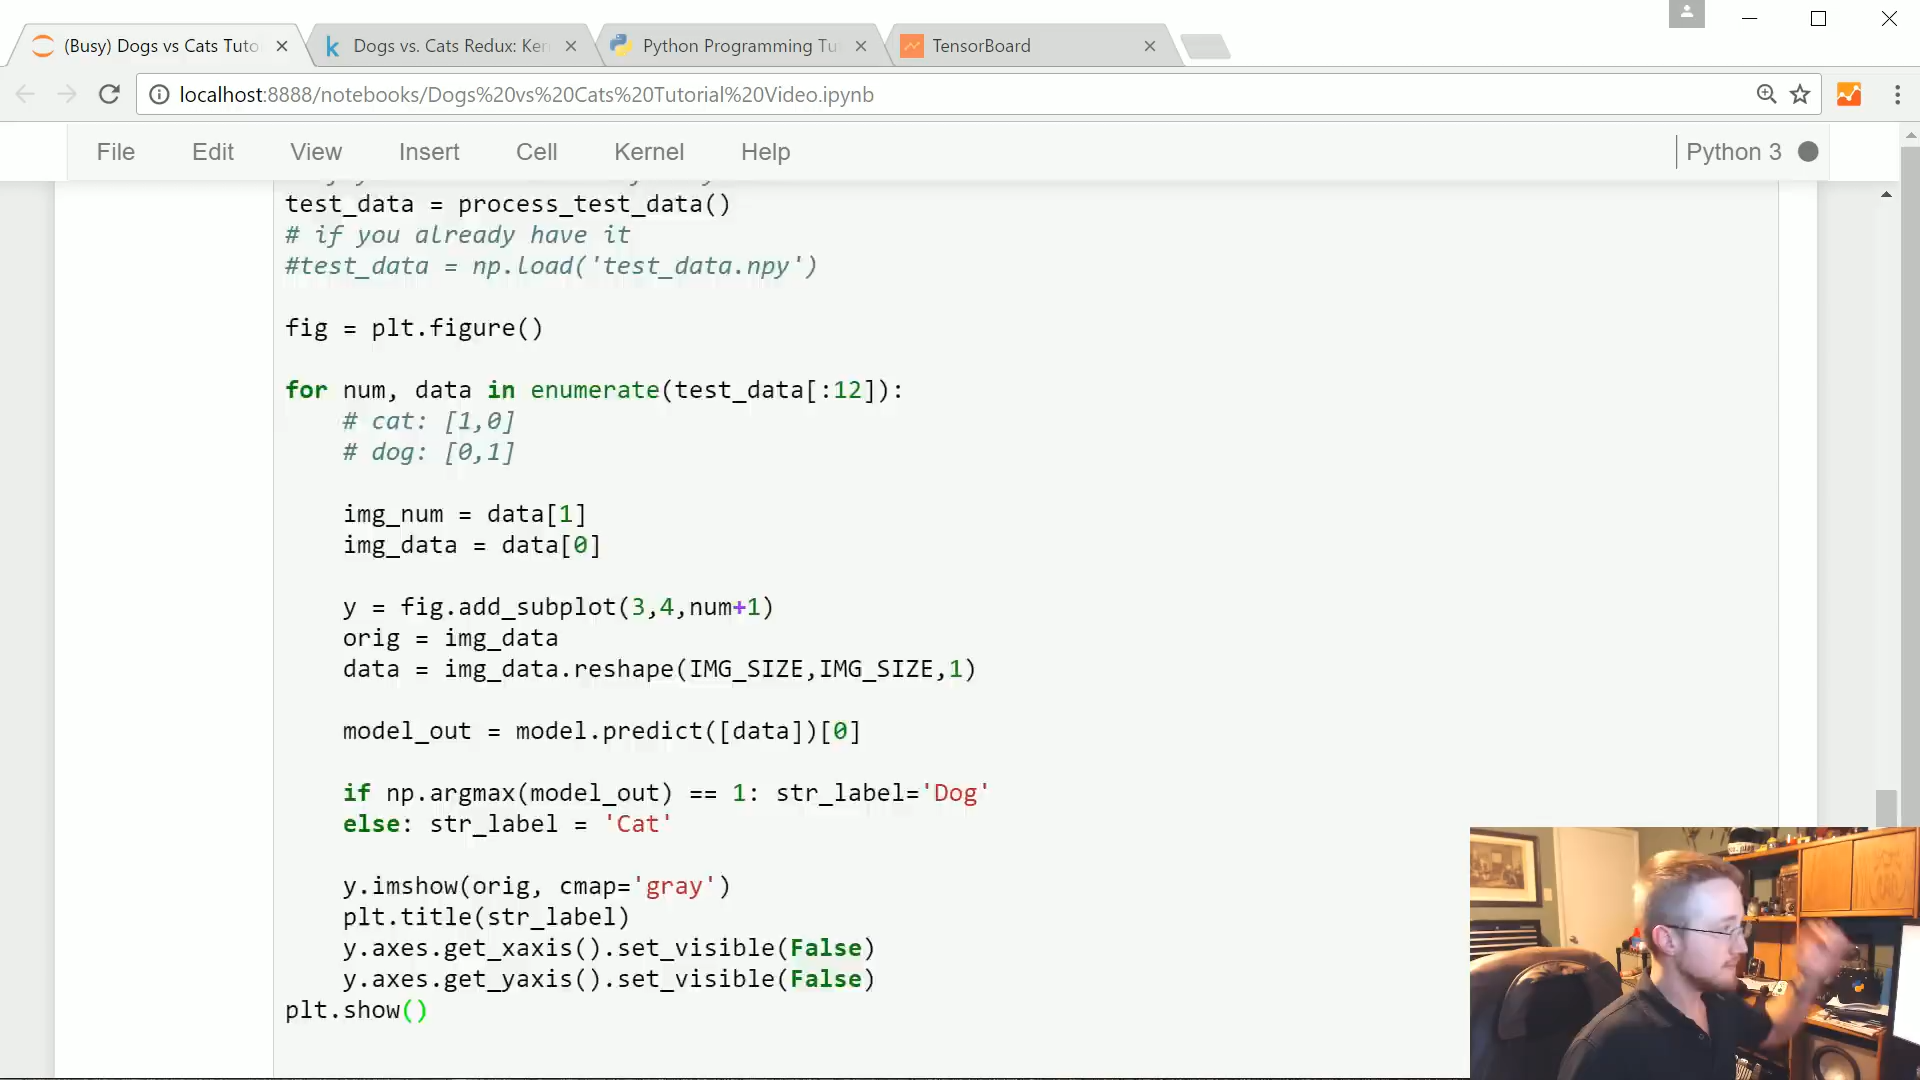 (Busy) Dogs vs Cats Tuto
Dogs vs. Cats Redux: Ker
Python Programming Tu
TensorBoard
localhost:8888/notebooks/Dogs%20vs%20Cats%20Tutorial%20Video.ipynb
File Edit View Insert Cell Kernel Help
Python 3
test_data = process_test_data()
# if you already have it
#test_data = np.load('test_data.npy')
fig = plt.figure()
for num, data in enumerate(test_data[:12]):
# cat: [1,0]
# dog: [0,1]
img_num = data[1]
img_data = data[0]
y = fig.add_subplot(3,4,num+1)
orig = img_data
data = img_data.reshape(IMG_SIZE,IMG_SIZE,1)
model_out = model.predict([data])[0]
if np.argmax(model_out) == 1: str_label='Dog'
else: str_label = 'Cat'
y.imshow(orig, cmap='gray')
plt.title(str_label)
y.axes.get_xaxis().set_visible(False)
y.axes.get_yaxis().set_visible(False)
plt.show()